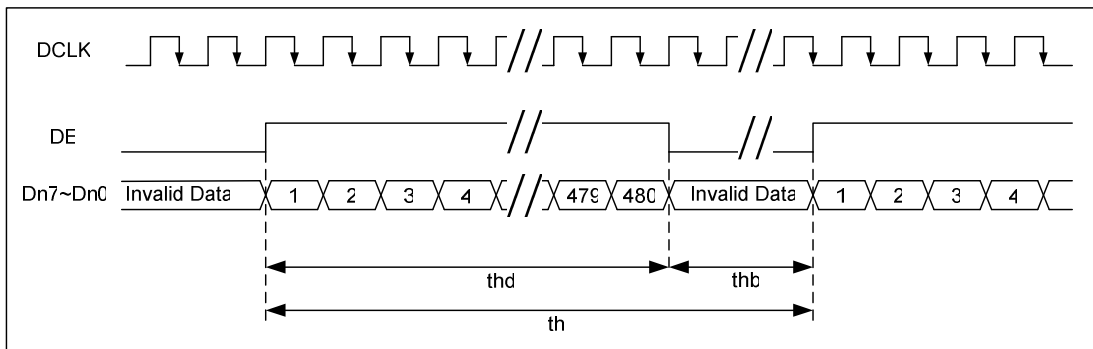 DCLK
DE
Dn7~Dn0 Invalid Data 1 2 3 4 479 480 Invalid Data 1 2 3 4
thd thb
th